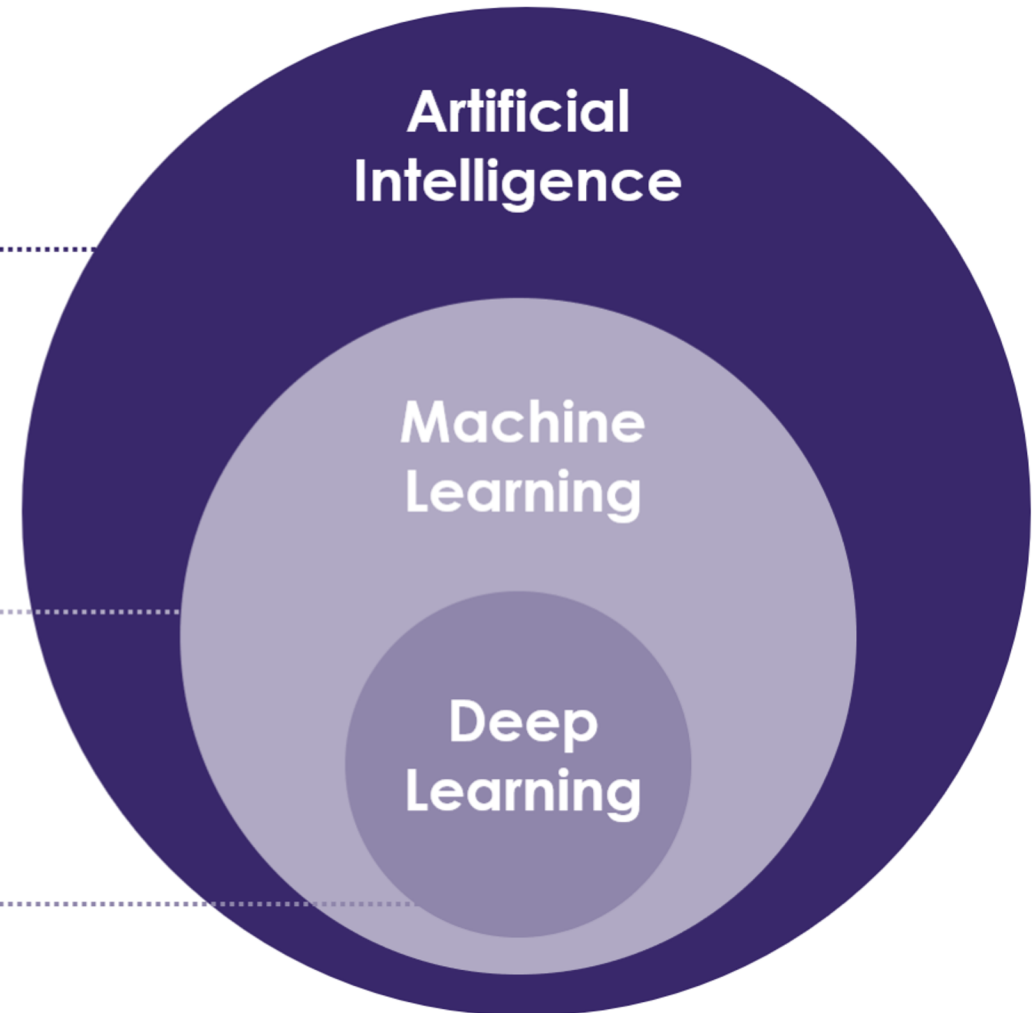 Artificial
Intelligence
Machine
Learning
Deep
Learning